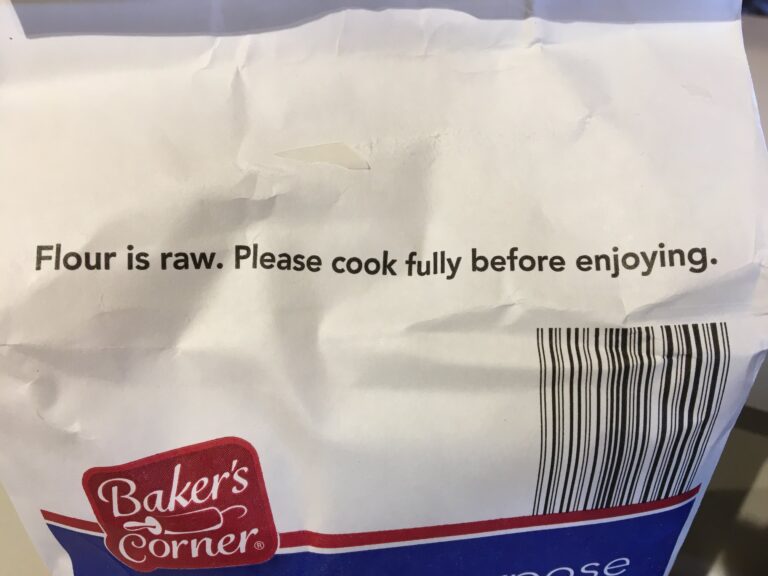 Flour is raw. Please cook fully before enjoying.
Baker's
Corner®